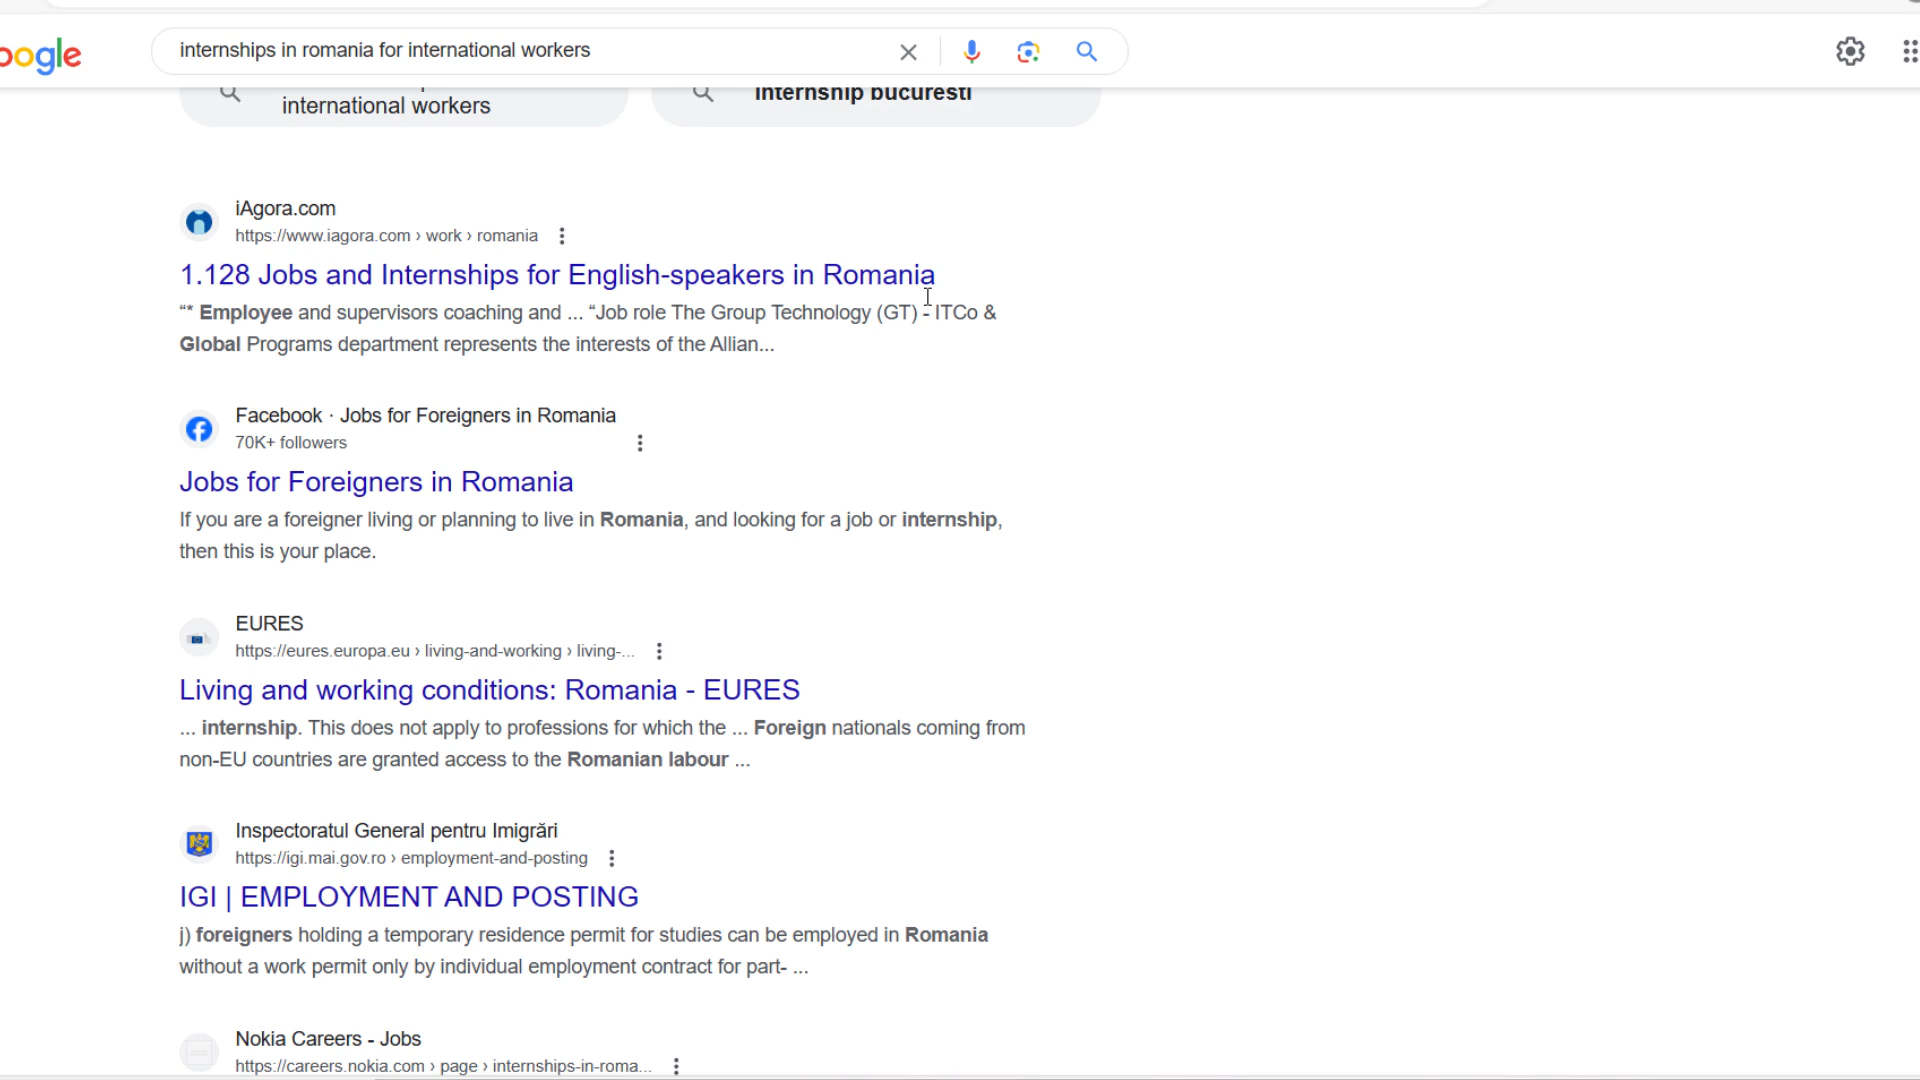 oogle
internships in romania for international workers
international workers
internship bucuresti
iAgora.com
https://www.iagora.com › work › romania
1.128 Jobs and Internships for English-speakers in Romania
“* Employee and supervisors coaching and ... “Job role The Group Technology (GT) - ITCo &
Global Programs department represents the interests of the Allian...
Facebook · Jobs for Foreigners in Romania
70K+ followers
Jobs for Foreigners in Romania
If you are a foreigner living or planning to live in Romania, and looking for a job or internship,
then this is your place.
EURES
https://eures.europa.eu › living-and-working › living-...
Living and working conditions: Romania - EURES
... internship. This does not apply to professions for which the ... Foreign nationals coming from
non-EU countries are granted access to the Romanian labour ...
Inspectoratul General pentru Imigrări
https://igi.mai.gov.ro › employment-and-posting
IGI | EMPLOYMENT AND POSTING
j) foreigners holding a temporary residence permit for studies can be employed in Romania
without a work permit only by individual employment contract for part- ...
Nokia Careers - Jobs
https://careers.nokia.com › page › internships-in-roma...